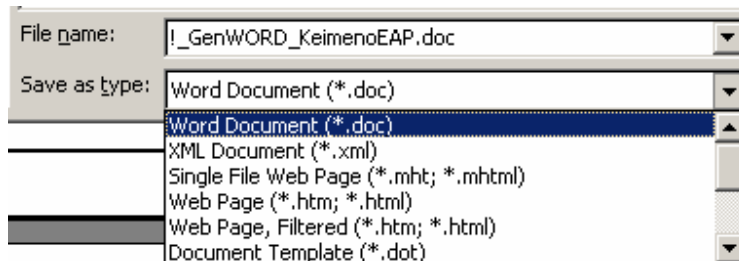 File name: !_GenWORD_KeimenoEAP.doc
Save as type: Word Document (*.doc)
Word Document (*.doc)
XML Document (*.xml)
Single File Web Page (*.mht; *.mhtml)
Web Page (*.htm; *.html)
Web Page, Filtered (*.htm; *.html)
Document Template (*.dot)